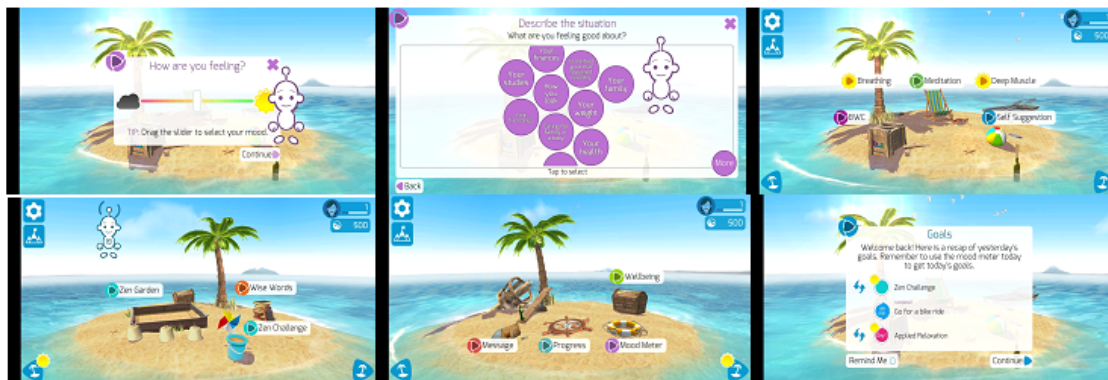 How are you feeling?
TIP: Drag the slider to select your mood.
Continue
Describe the situation
What are you feeling good about?
Your finances
Your studies
How you look
Your family
Your weight
Your health
More
Tap to select
Back
Breathing
Meditation
Deep Muscle
BWC
Self Suggestion
500
Zen Garden
Wise Words
Zen Challenge
500
Wellbeing
Message
Progress
Mood Meter
500
Goals
Welcome back! Here is a recap of yesterday's
goals. Remember to use the mood meter today
to get today's goals.
Zen Challenge
Go for a bike ride
Applied Relaxation
Remind Me
Continue